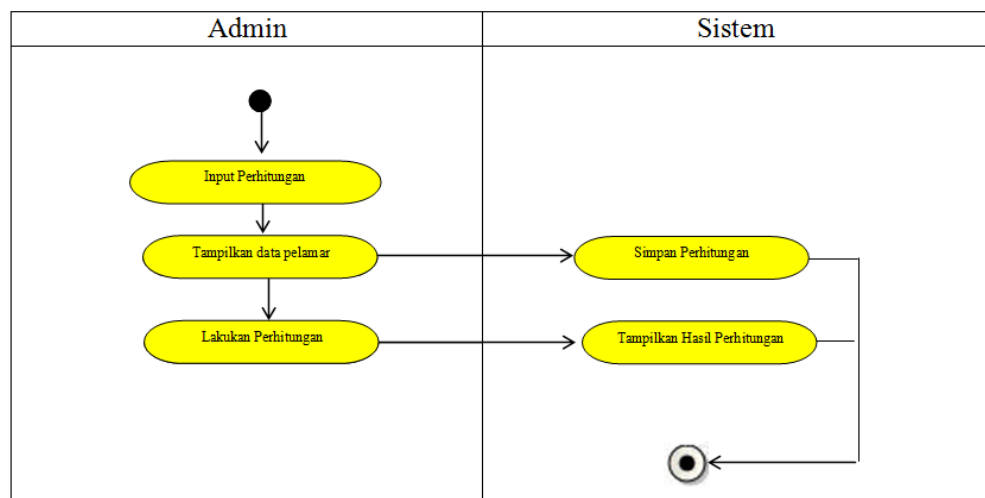 Admin
Sistem
Input Perhitungan
Tampilkan data pelamar
Simpan Perhitungan
Lakukan Perhitungan
Tampilkan Hasil Perhitungan